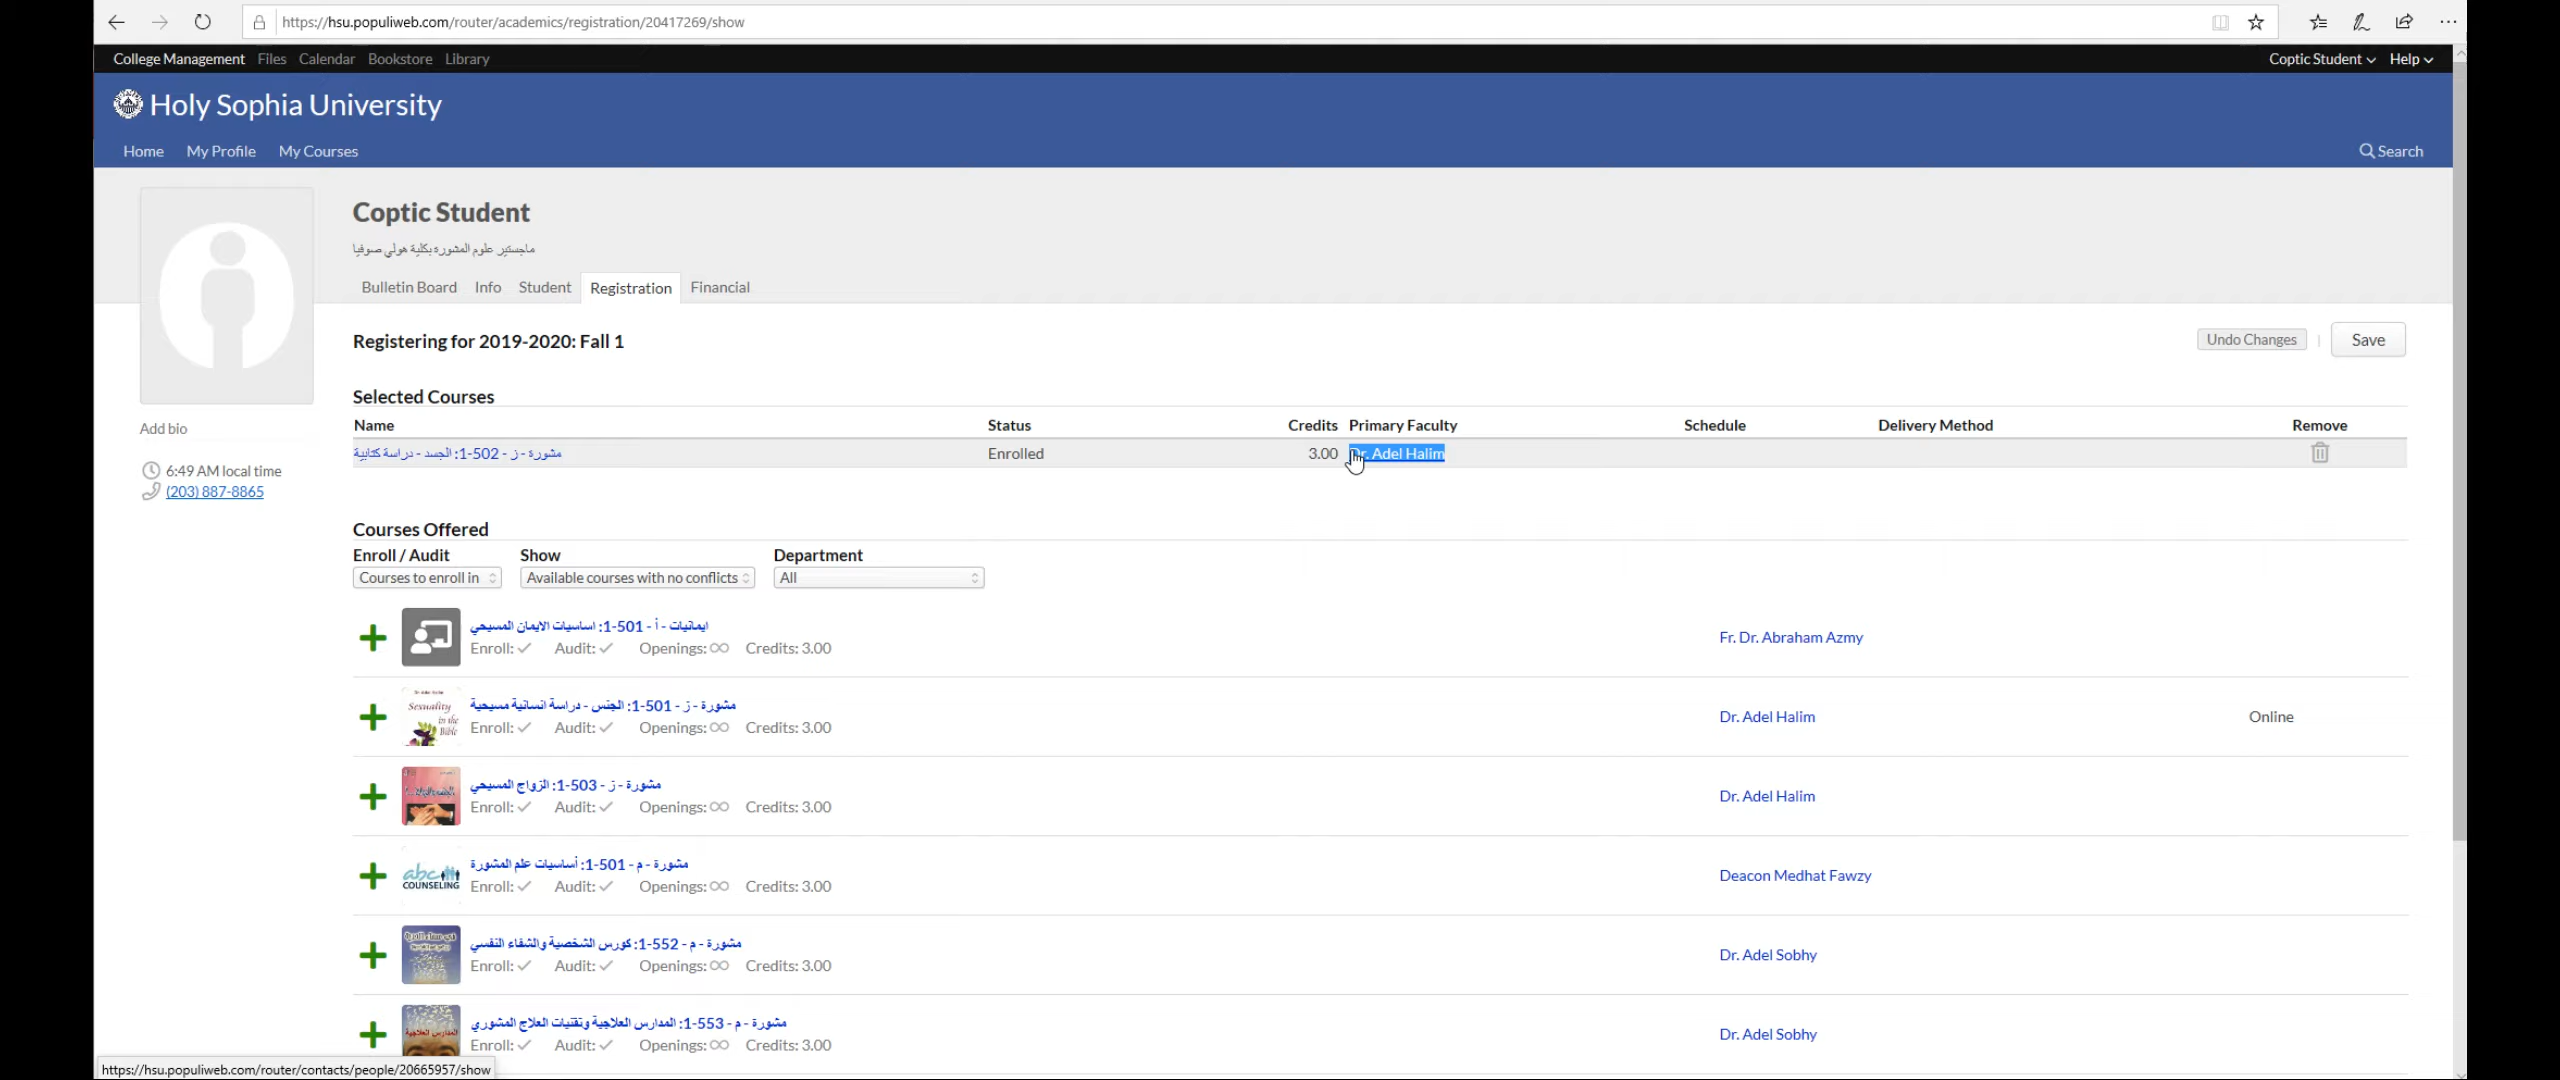 https://hsu.populiweb.com/router/academics/registration/20417269/show
College Management Files Calendar Bookstore Library Coptic Student Help
Holy Sophia University
Home My Profile My Courses Search
Coptic Student
ماجستير علوم المشورة بكلية هولي صوفيا
Bulletin Board Info Student Registration Financial
Registering for 2019-2020: Fall 1 Undo Changes Save
Selected Courses
Name Status Credits Primary Faculty Schedule Delivery Method Remove
مشورة - ز - 502-1: الجسد - دراسة كتابية Enrolled 3.00 Dr. Adel Halim
Add bio
6:49 AM local time
(203) 887-8865
Courses Offered
Enroll / Audit Show Department
Courses to enroll in Available courses with no conflicts All
ايمانيات - أ - 501-1: اساسيات الايمان المسيحي
Enroll: Audit: Openings: ∞ Credits: 3.00
Fr. Dr. Abraham Azmy
Sexuality
in the
Bible
مشورة - ز - 501-1: الجنس - دراسة انسانية مسيحية
Enroll: Audit: Openings: ∞ Credits: 3.00
Dr. Adel Halim Online
مشورة - ز - 503-1: الزواج المسيحي
Enroll: Audit: Openings: ∞ Credits: 3.00
Dr. Adel Halim
abc
COUNSELING
مشورة - م - 501-1: أساسيات علم المشورة
Enroll: Audit: Openings: ∞ Credits: 3.00
Deacon Medhat Fawzy
مشورة - م - 552-1: كورس الشخصية والشفاء النفسي
Enroll: Audit: Openings: ∞ Credits: 3.00
Dr. Adel Sobhy
مشورة - م - 553-1: المدارس العلاجية وتقنيات العلاج المشوري
Enroll: Audit: Openings: ∞ Credits: 3.00
Dr. Adel Sobhy
https://hsu.populiweb.com/router/contacts/people/20665957/show